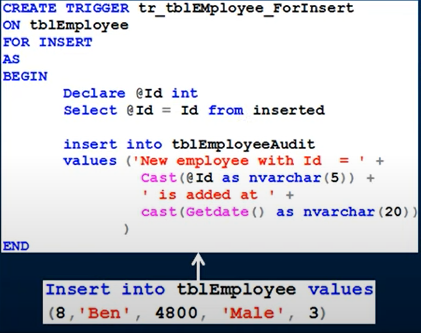 CREATE TRIGGER tr_tblEMployee_ForInsert
ON tblEmployee
FOR INSERT
AS
BEGIN
Declare @Id int
Select @Id = Id from inserted
insert into tblEmployeeAudit
values ('New employee with Id  = ' +
Cast(@Id as nvarchar(5)) +
' is added at ' +
cast(Getdate() as nvarchar(20))
)
END
Insert into tblEmployee values
(8,'Ben', 4800, 'Male', 3)